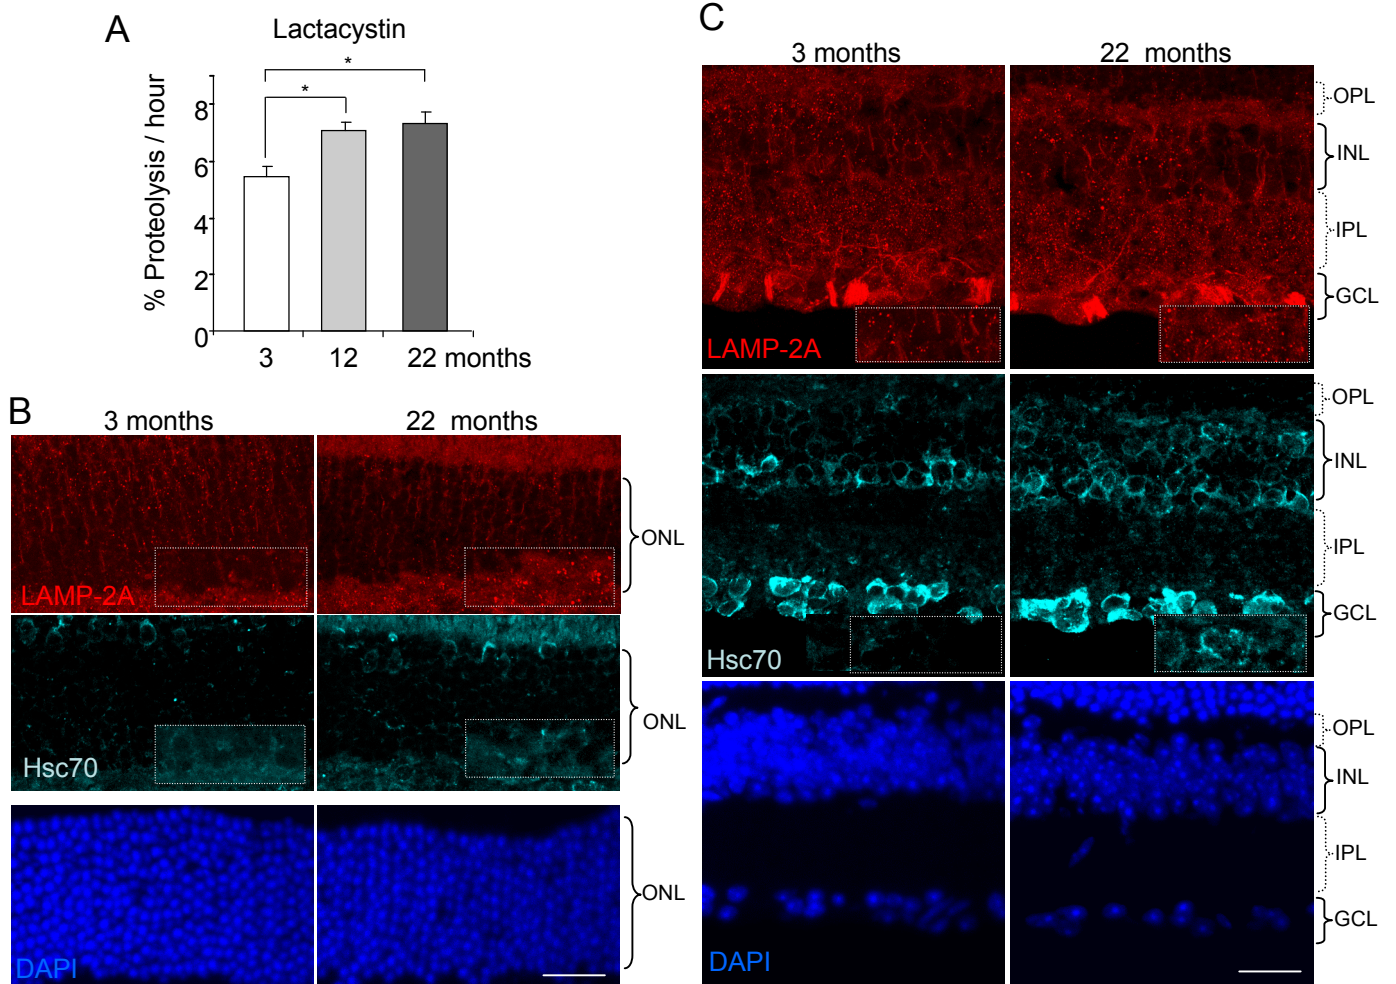 A
Lactacystin
% Proteolysis / hour
8
6
4
2
0
*
*
3
12
22 months
B
3 months
22 months
LAMP-2A
ONL
Hsc70
ONL
DAPI
ONL
C
3 months
22 months
LAMP-2A
OPL
INL
IPL
GCL
Hsc70
OPL
INL
IPL
GCL
DAPI
OPL
INL
IPL
GCL